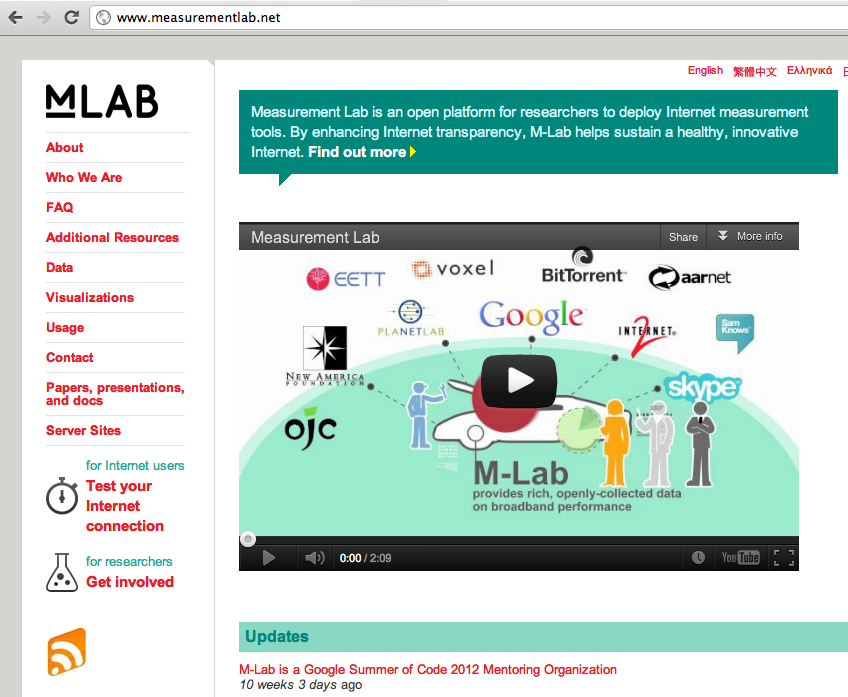 www.measurementlab.net
English 繁體中文 Ελληνικά
MLAB
About
Who We Are
FAQ
Additional Resources
Data
Visualizations
Usage
Contact
Papers, presentations,
and docs
Server Sites
for Internet users
Test your
Internet
connection
for researchers
Get involved
Measurement Lab is an open platform for researchers to deploy Internet measurement
tools. By enhancing Internet transparency, M-Lab helps sustain a healthy, innovative
Internet. Find out more
Measurement Lab
Share
More info
EETT
voxel
BitTorrent™
aarnet
PLANETLAB
Google
INTERNET2®
Sam
Knows
NEW AMERICA
FOUNDATION
skype
ojc
M-Lab
provides rich, openly-collected data
on broadband performance
0:00 / 2:09
YouTube
Updates
M-Lab is a Google Summer of Code 2012 Mentoring Organization
10 weeks 3 days ago